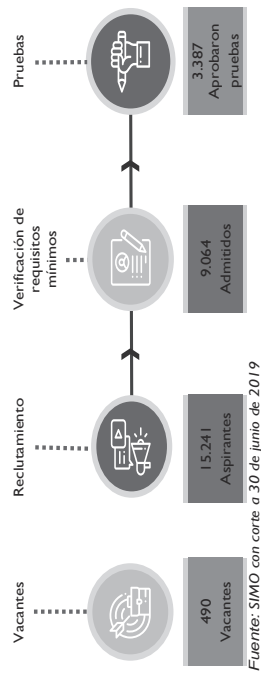 Vacantes
Reclutamiento
Verificación de
requisitos
mínimos
Pruebas
490
Vacantes
15.241
Aspirantes
9.064
Admitidos
3.387
Aprobaron
pruebas
Fuente: SIMO con corte a 30 de junio de 2019